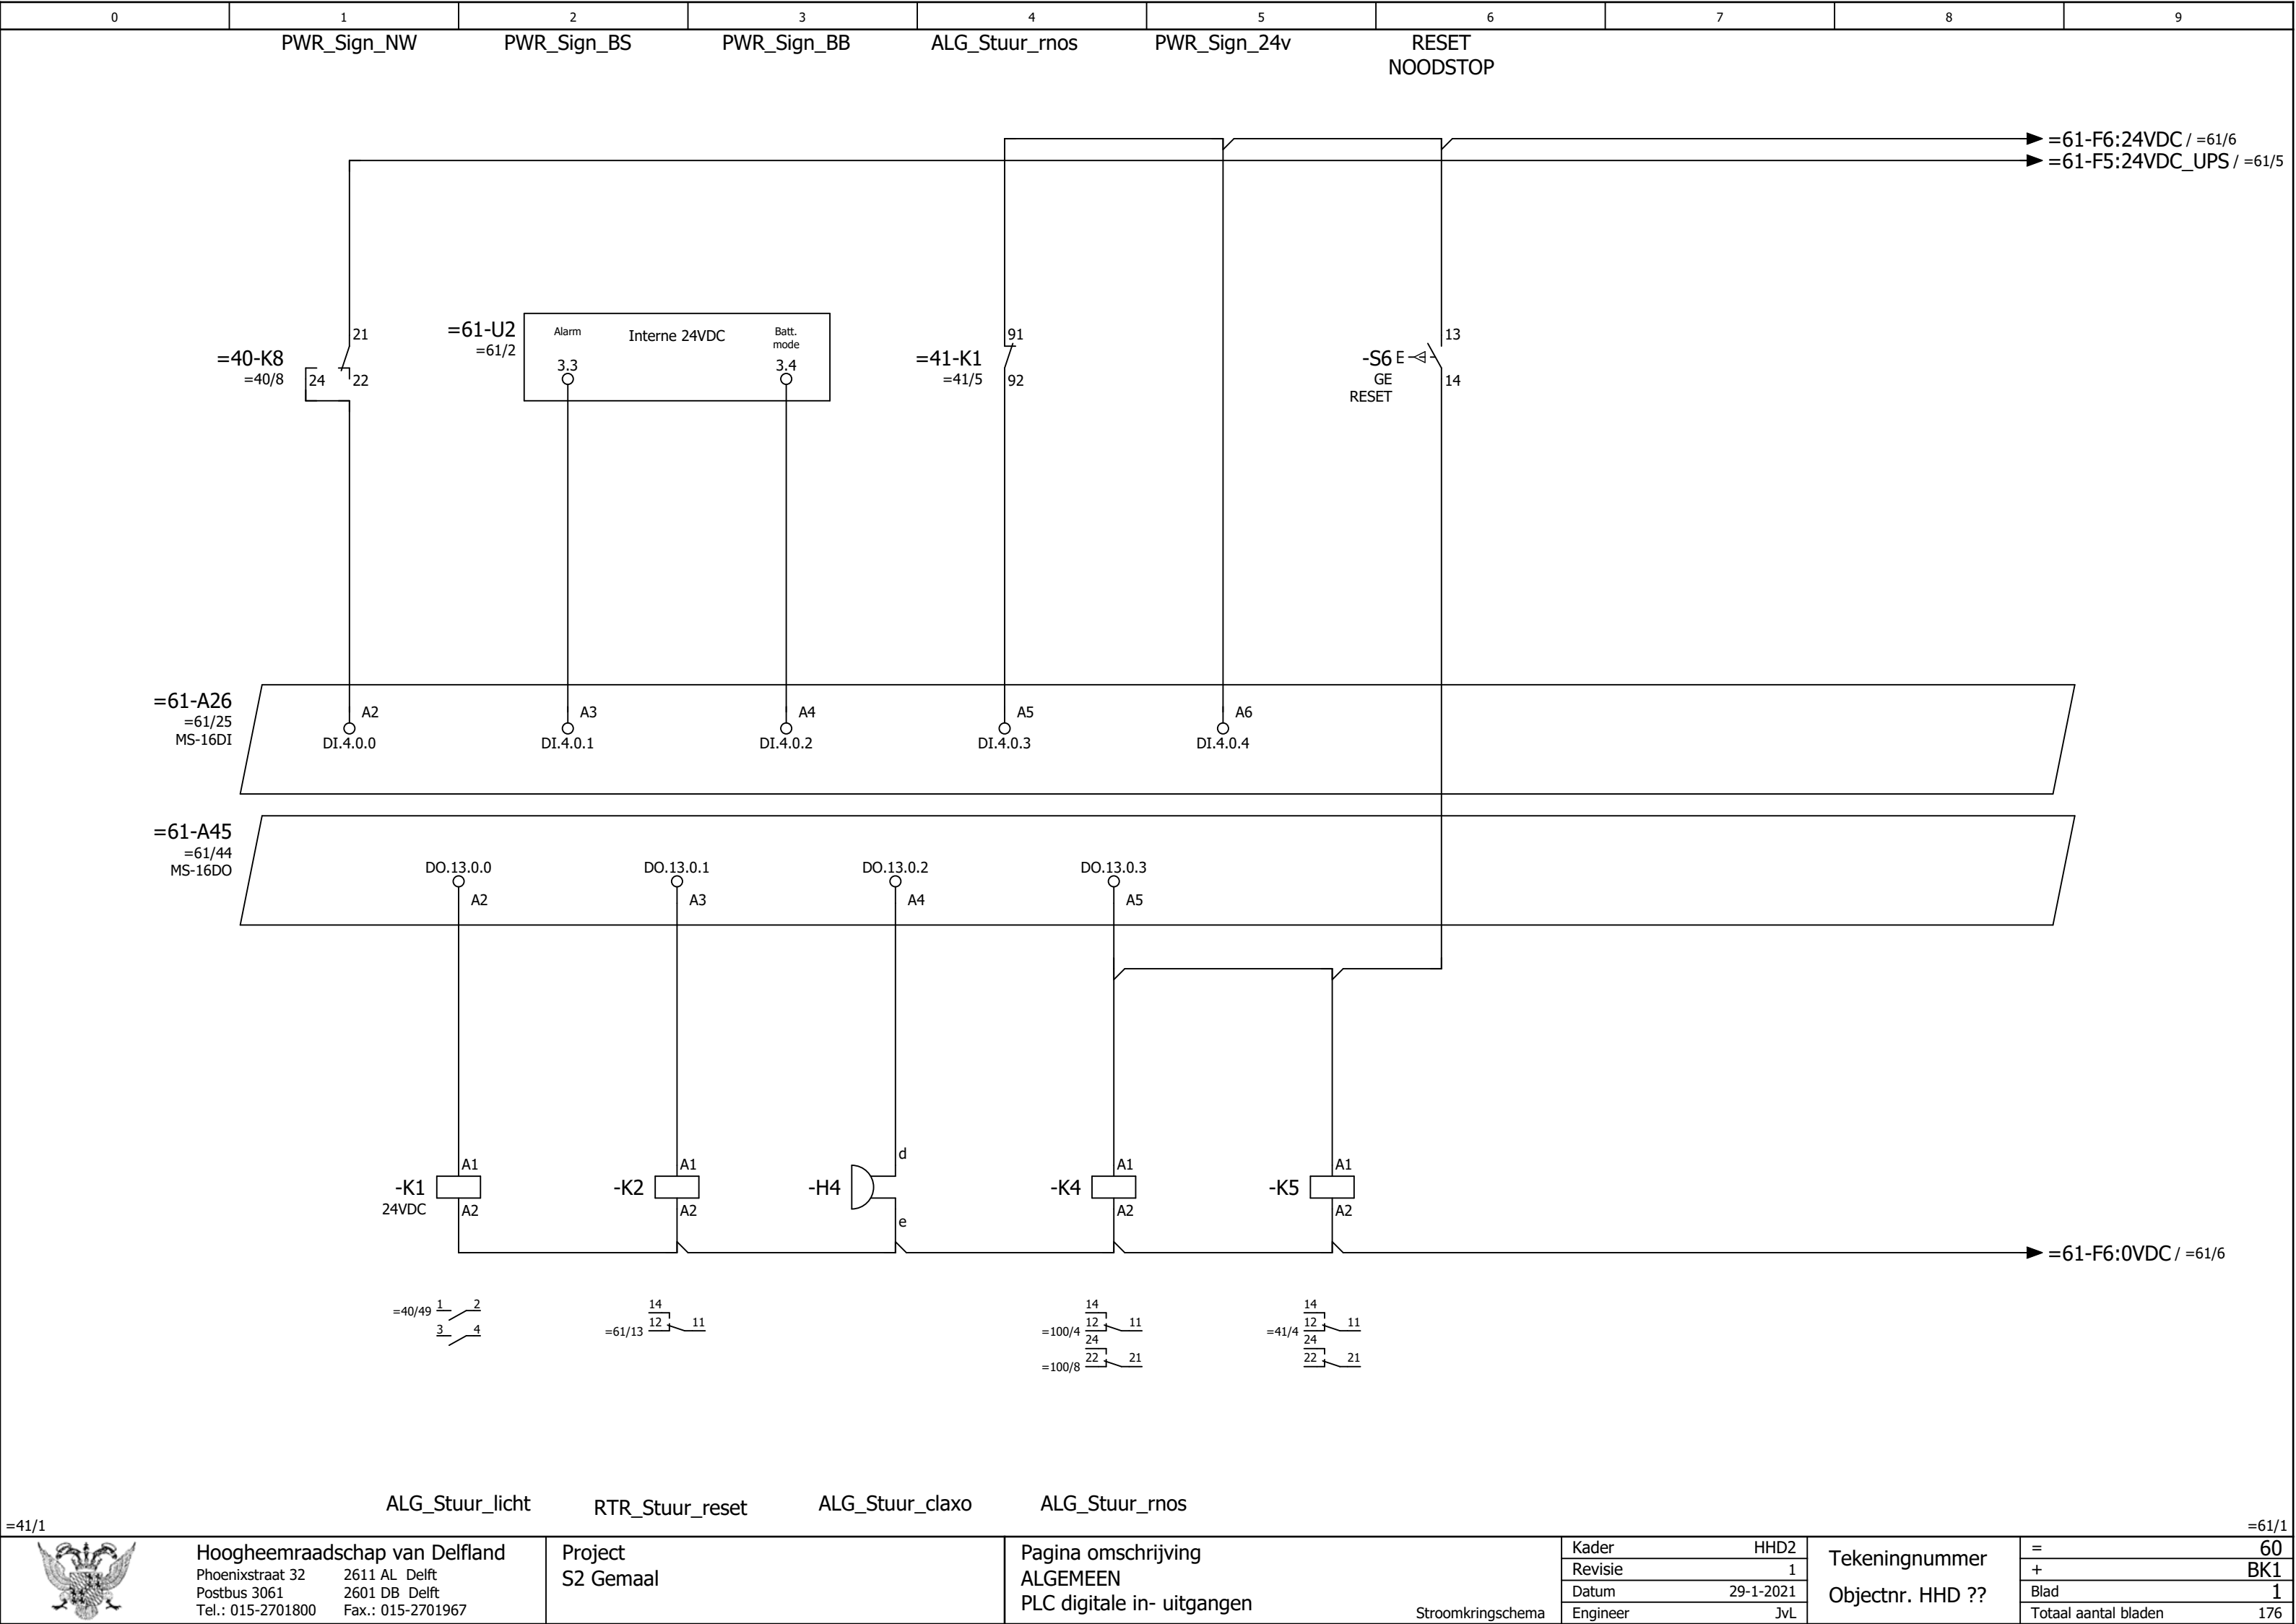 0 1 2 3 4 5 6 7 8 9
PWR_Sign_NW PWR_Sign_BS PWR_Sign_BB ALG_Stuur_rnos PWR_Sign_24v RESET
NOODSTOP
=61-F6:24VDC / =61/6
=61-F5:24VDC_UPS / =61/5
=40-K8
=40/8
21
24 22
=61-U2
=61/2
Alarm Interne 24VDC Batt.
mode
3.3 3.4
=41-K1
=41/5
91
92
-S6 E
GE
RESET
13
14
=61-A26
=61/25
MS-16DI
A2 A3 A4 A5 A6
DI.4.0.0 DI.4.0.1 DI.4.0.2 DI.4.0.3 DI.4.0.4
=61-A45
=61/44
MS-16DO
DO.13.0.0 DO.13.0.1 DO.13.0.2 DO.13.0.3
A2 A3 A4 A5
-K1
24VDC
A1
A2
-K2
A1
A2
-H4
d
e
-K4
A1
A2
-K5
A1
A2
=61-F6:0VDC / =61/6
=40/49 1 2
3 4
14
=61/13 12 11
14
=100/4 12 11
24
=100/8 22 21
14
=41/4 12 11
24
22 21
ALG_Stuur_licht RTR_Stuur_reset ALG_Stuur_claxo ALG_Stuur_rnos
=41/1 =61/1
Hoogheemraadschap van Delfland
Phoenixstraat 32 2611 AL Delft
Postbus 3061 2601 DB Delft
Tel.: 015-2701800 Fax.: 015-2701967
Project
S2 Gemaal
Pagina omschrijving
ALGEMEEN
PLC digitale in- uitgangen
Stroomkringschema
Kader HHD2
Revisie 1
Datum 29-1-2021
Engineer JvL
Tekeningnummer
Objectnr. HHD ??
= 60
+ BK1
Blad 1
Totaal aantal bladen 176